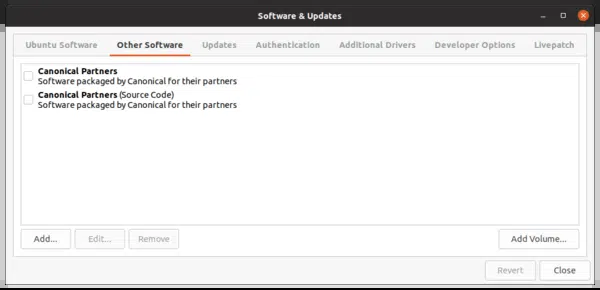 Software & Updates
Ubuntu Software Other Software Updates Authentication Additional Drivers Developer Options Livepatch
Canonical Partners
Software packaged by Canonical for their partners
Canonical Partners (Source Code)
Software packaged by Canonical for their partners
Add... Edit... Remove Add Volume...
Revert Close